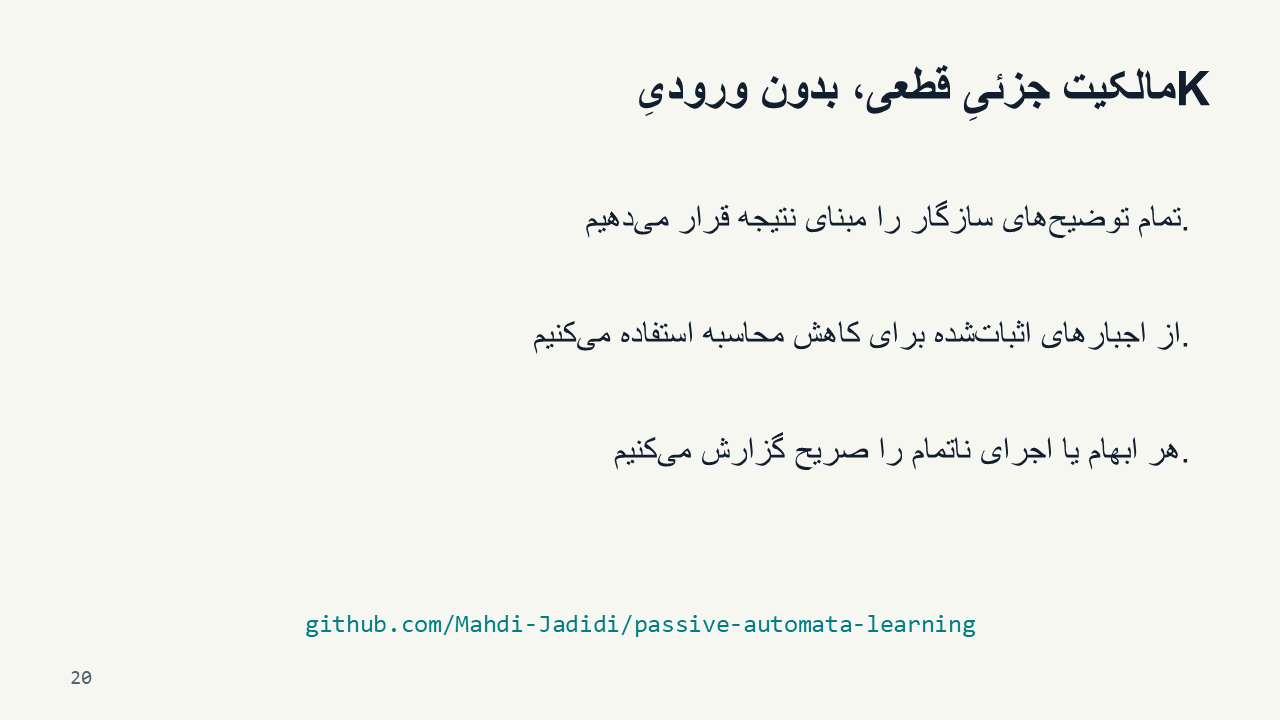 مالکیت جزئیِ قطعی، بدون ورودیِ K
تمام توضیح‌های سازگار را مبنای نتیجه قرار می‌دهیم.
از اجبارهای اثبات‌شده برای کاهش محاسبه استفاده می‌کنیم.
هر ابهام یا اجرای ناتمام را صریح گزارش می‌کنیم.
github.com/Mahdi-Jadidi/passive-automata-learning
20